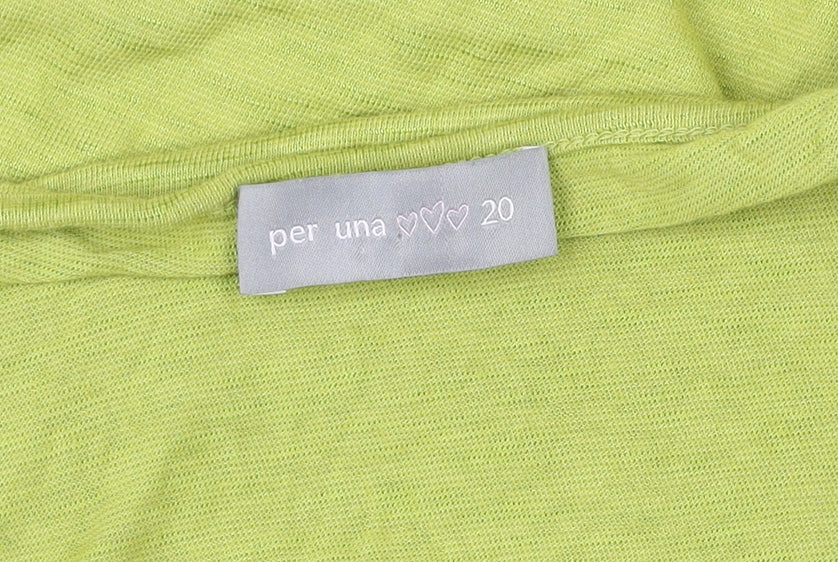 per una ♡♡♡ 20